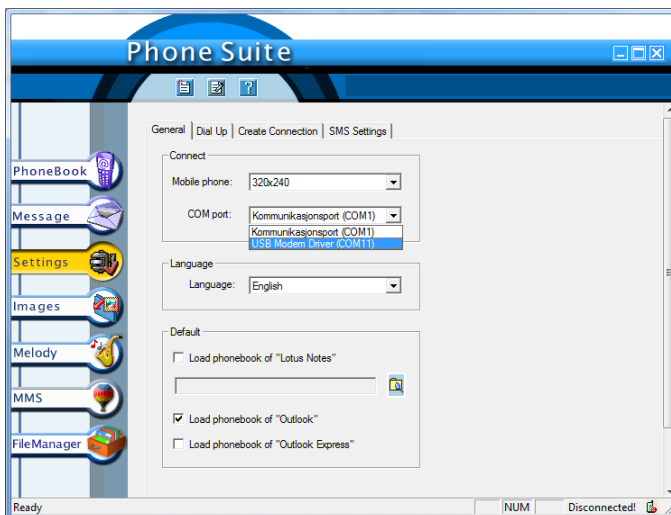 Phone Suite
General
Dial Up
Create Connection
SMS Settings
PhoneBook
Message
Settings
Images
Melody
MMS
FileManager
Connect
Mobile phone:
320x240
COM port:
Kommunikasjonsport (COM1)
Kommunikasjonsport (COM1)
USB Modem Driver (COM11)
Language
Language:
English
Default
Load phonebook of "Lotus Notes"
Load phonebook of "Outlook"
Load phonebook of "Outlook Express"
Ready
NUM
Disconnected!